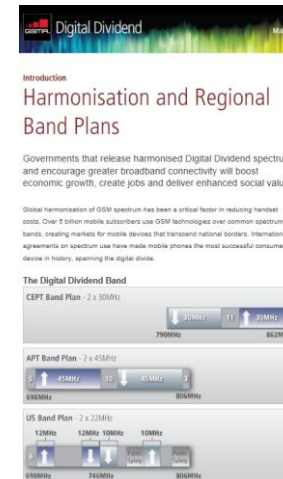 GSMA Digital Dividend
Introduction
Harmonisation and Regional
Band Plans
Governments that release harmonised Digital Dividend spectru
and encourage greater broadband connectivity will boost
economic growth, create jobs and deliver enhanced social valu
Global harmonisation of GSM spectrum has been a critical factor in reducing handset
costs. Over 5 billion mobile subscribers use GSM technologies over common spectrum
bands, creating markets for mobile devices that transcend national borders. Internation
agreements on spectrum use have made mobile phones the most successful consume
device in history, spanning the digital divide.
The Digital Dividend Band
CEPT Band Plan - 2 x 30MHz
30MHz 11 30MHz
790MHz 862M
APT Band Plan - 2 x 45MHz
5 45MHz 10 45MHz 3
698MHz 806MHz
US Band Plan - 2 x 22MHz
12MHz 12MHz 10MHz 10MHz
6 Public Safety Public Safety
698MHz 746MHz 806MHz